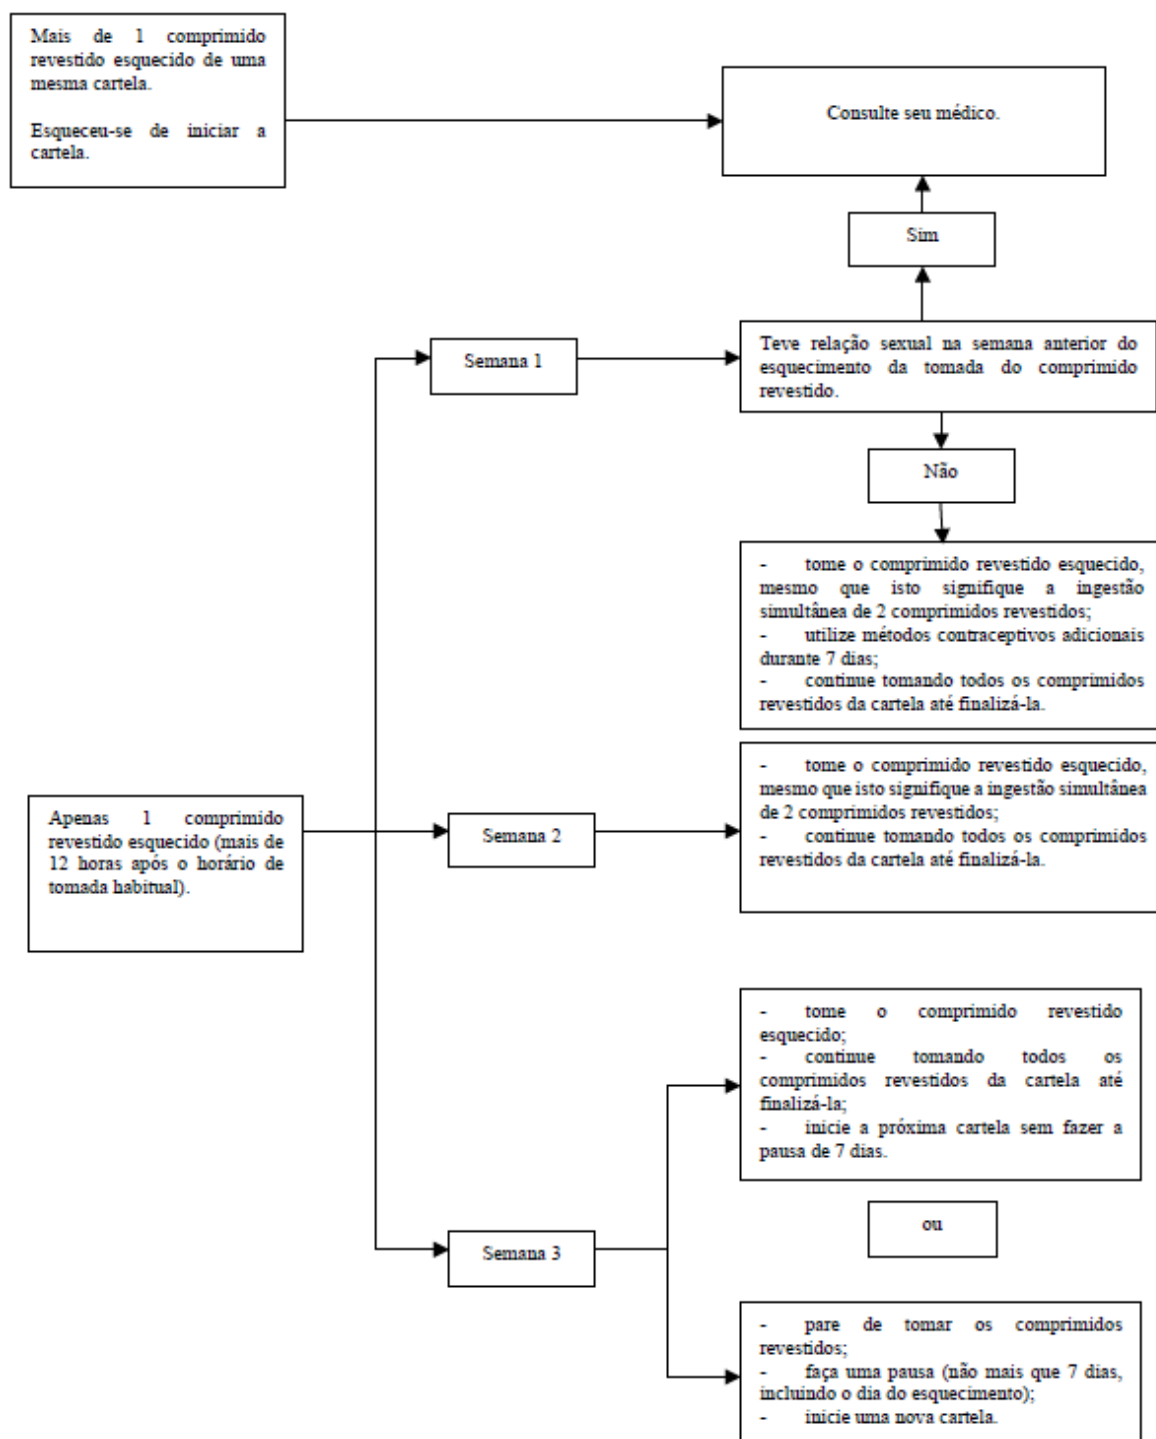 Mais de 1 comprimido
revestido esquecido de uma
mesma cartela.
Esqueceu-se de iniciar a
cartela.
Consulte seu médico.
Sim
Semana 1
Teve relação sexual na semana anterior do
esquecimento da tomada do comprimido
revestido.
Não
- tome o comprimido revestido esquecido,
mesmo que isto signifique a ingestão
simultânea de 2 comprimidos revestidos;
- utilize métodos contraceptivos adicionais
durante 7 dias;
- continue tomando todos os comprimidos
revestidos da cartela até finalizá-la.
Apenas 1 comprimido
revestido esquecido (mais de
12 horas após o horário de
tomada habitual).
Semana 2
- tome o comprimido revestido esquecido,
mesmo que isto signifique a ingestão simultânea
de 2 comprimidos revestidos;
- continue tomando todos os comprimidos
revestidos da cartela até finalizá-la.
Semana 3
- tome o comprimido revestido
esquecido;
- continue tomando todos os
comprimidos revestidos da cartela até
finalizá-la;
- inicie a próxima cartela sem fazer a
pausa de 7 dias.
ou
- pare de tomar os comprimidos
revestidos;
- faça uma pausa (não mais que 7 dias,
incluindo o dia do esquecimento);
- inicie uma nova cartela.